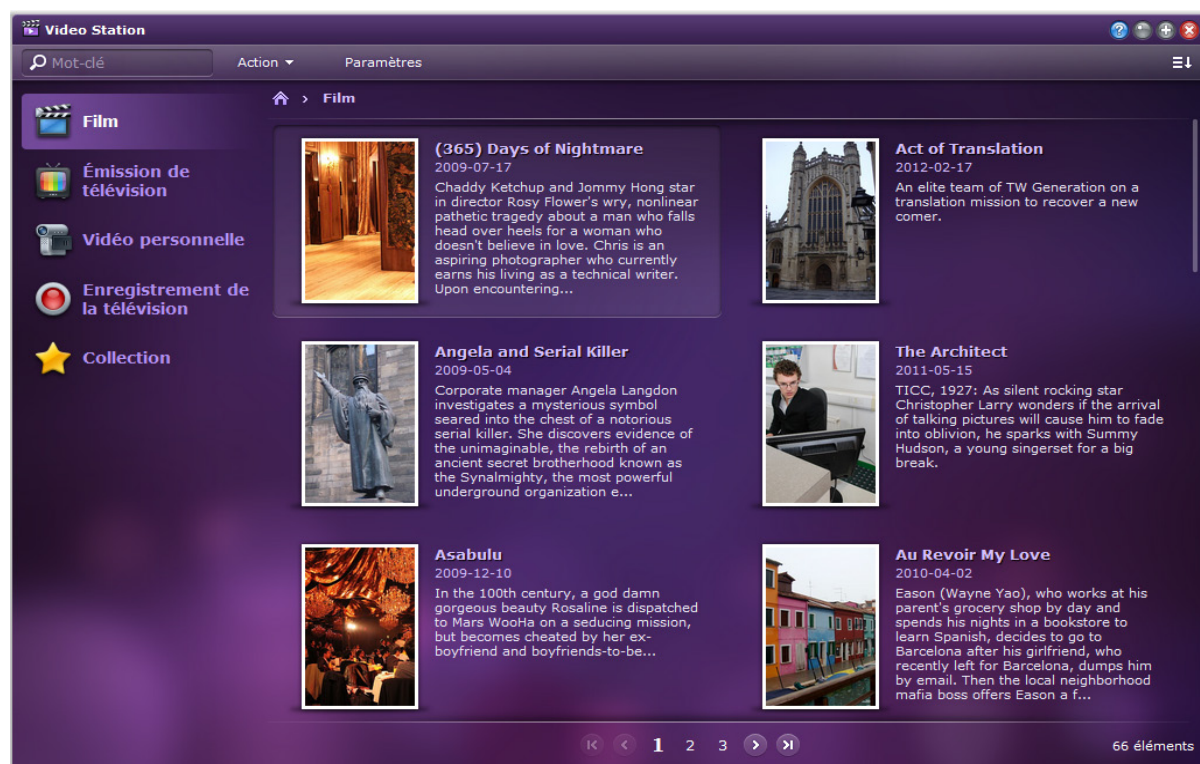 Video Station
Mot-clé
Action
Paramètres
Film
Émission de
télévision
Vidéo personnelle
Enregistrement de
la télévision
Collection
> Film
(365) Days of Nightmare
2009-07-17
Chaddy Ketchup and Jommy Hong star
in director Rosy Flower's wry, nonlinear
pathetic tragedy about a man who falls
head over heels for a woman who
doesn't believe in love. Chris is an
aspiring photographer who currently
earns his living as a technical writer.
Upon encountering...
Act of Translation
2012-02-17
An elite team of TW Generation on a
translation mission to recover a new
comer.
Angela and Serial Killer
2009-05-04
Corporate manager Angela Langdon
investigates a mysterious symbol
seared into the chest of a notorious
serial killer. She discovers evidence of
the unimaginable, the rebirth of an
ancient secret brotherhood known as
the Synalmighty, the most powerful
underground organization e...
The Architect
2011-05-15
TICC, 1927: As silent rocking star
Christopher Larry wonders if the arrival
of talking pictures will cause him to fade
into oblivion, he sparks with Summy
Hudson, a young singerset for a big
break.
Asabulu
2009-12-10
In the 100th century, a god damn
gorgeous beauty Rosaline is dispatched
to Mars WooHa on a seducing mission,
but becomes cheated by her ex-
boyfriend and boyfriends-to-be...
Au Revoir My Love
2010-04-02
Eason (Wayne Yao), who works at his
parent's grocery shop by day and
spends his nights in a bookstore to
learn Spanish, decides to go to
Barcelona after his girlfriend, who
recently left for Barcelona, dumps him
by email. Then the local neighborhood
mafia boss offers Eason a f...
1 2 3
66 éléments